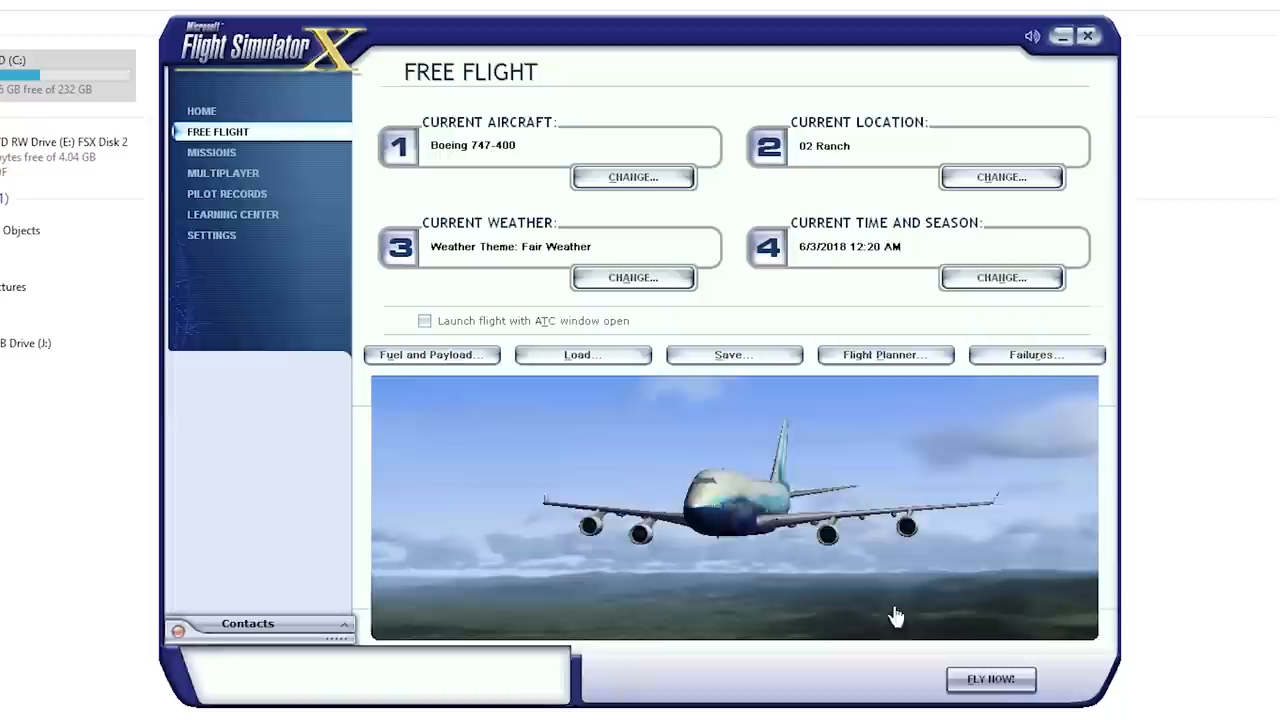 D (C:)
GB free of 232 GB
D RW Drive (E:) FSX Disk 2
bytes free of 4.04 GB
F
1)
Objects
tures
B Drive (J:)
Microsoft
Flight Simulator X
HOME
FREE FLIGHT
MISSIONS
MULTIPLAYER
PILOT RECORDS
LEARNING CENTER
SETTINGS
Contacts
FREE FLIGHT
CURRENT AIRCRAFT:
1
Boeing 747-400
CHANGE...
CURRENT LOCATION:
2
02 Ranch
CHANGE...
CURRENT WEATHER:
3
Weather Theme: Fair Weather
CHANGE...
CURRENT TIME AND SEASON:
4
6/3/2018 12:20 AM
CHANGE...
Launch flight with ATC window open
Fuel and Payload...
Load...
Save...
Flight Planner...
Failures...
FLY NOW!